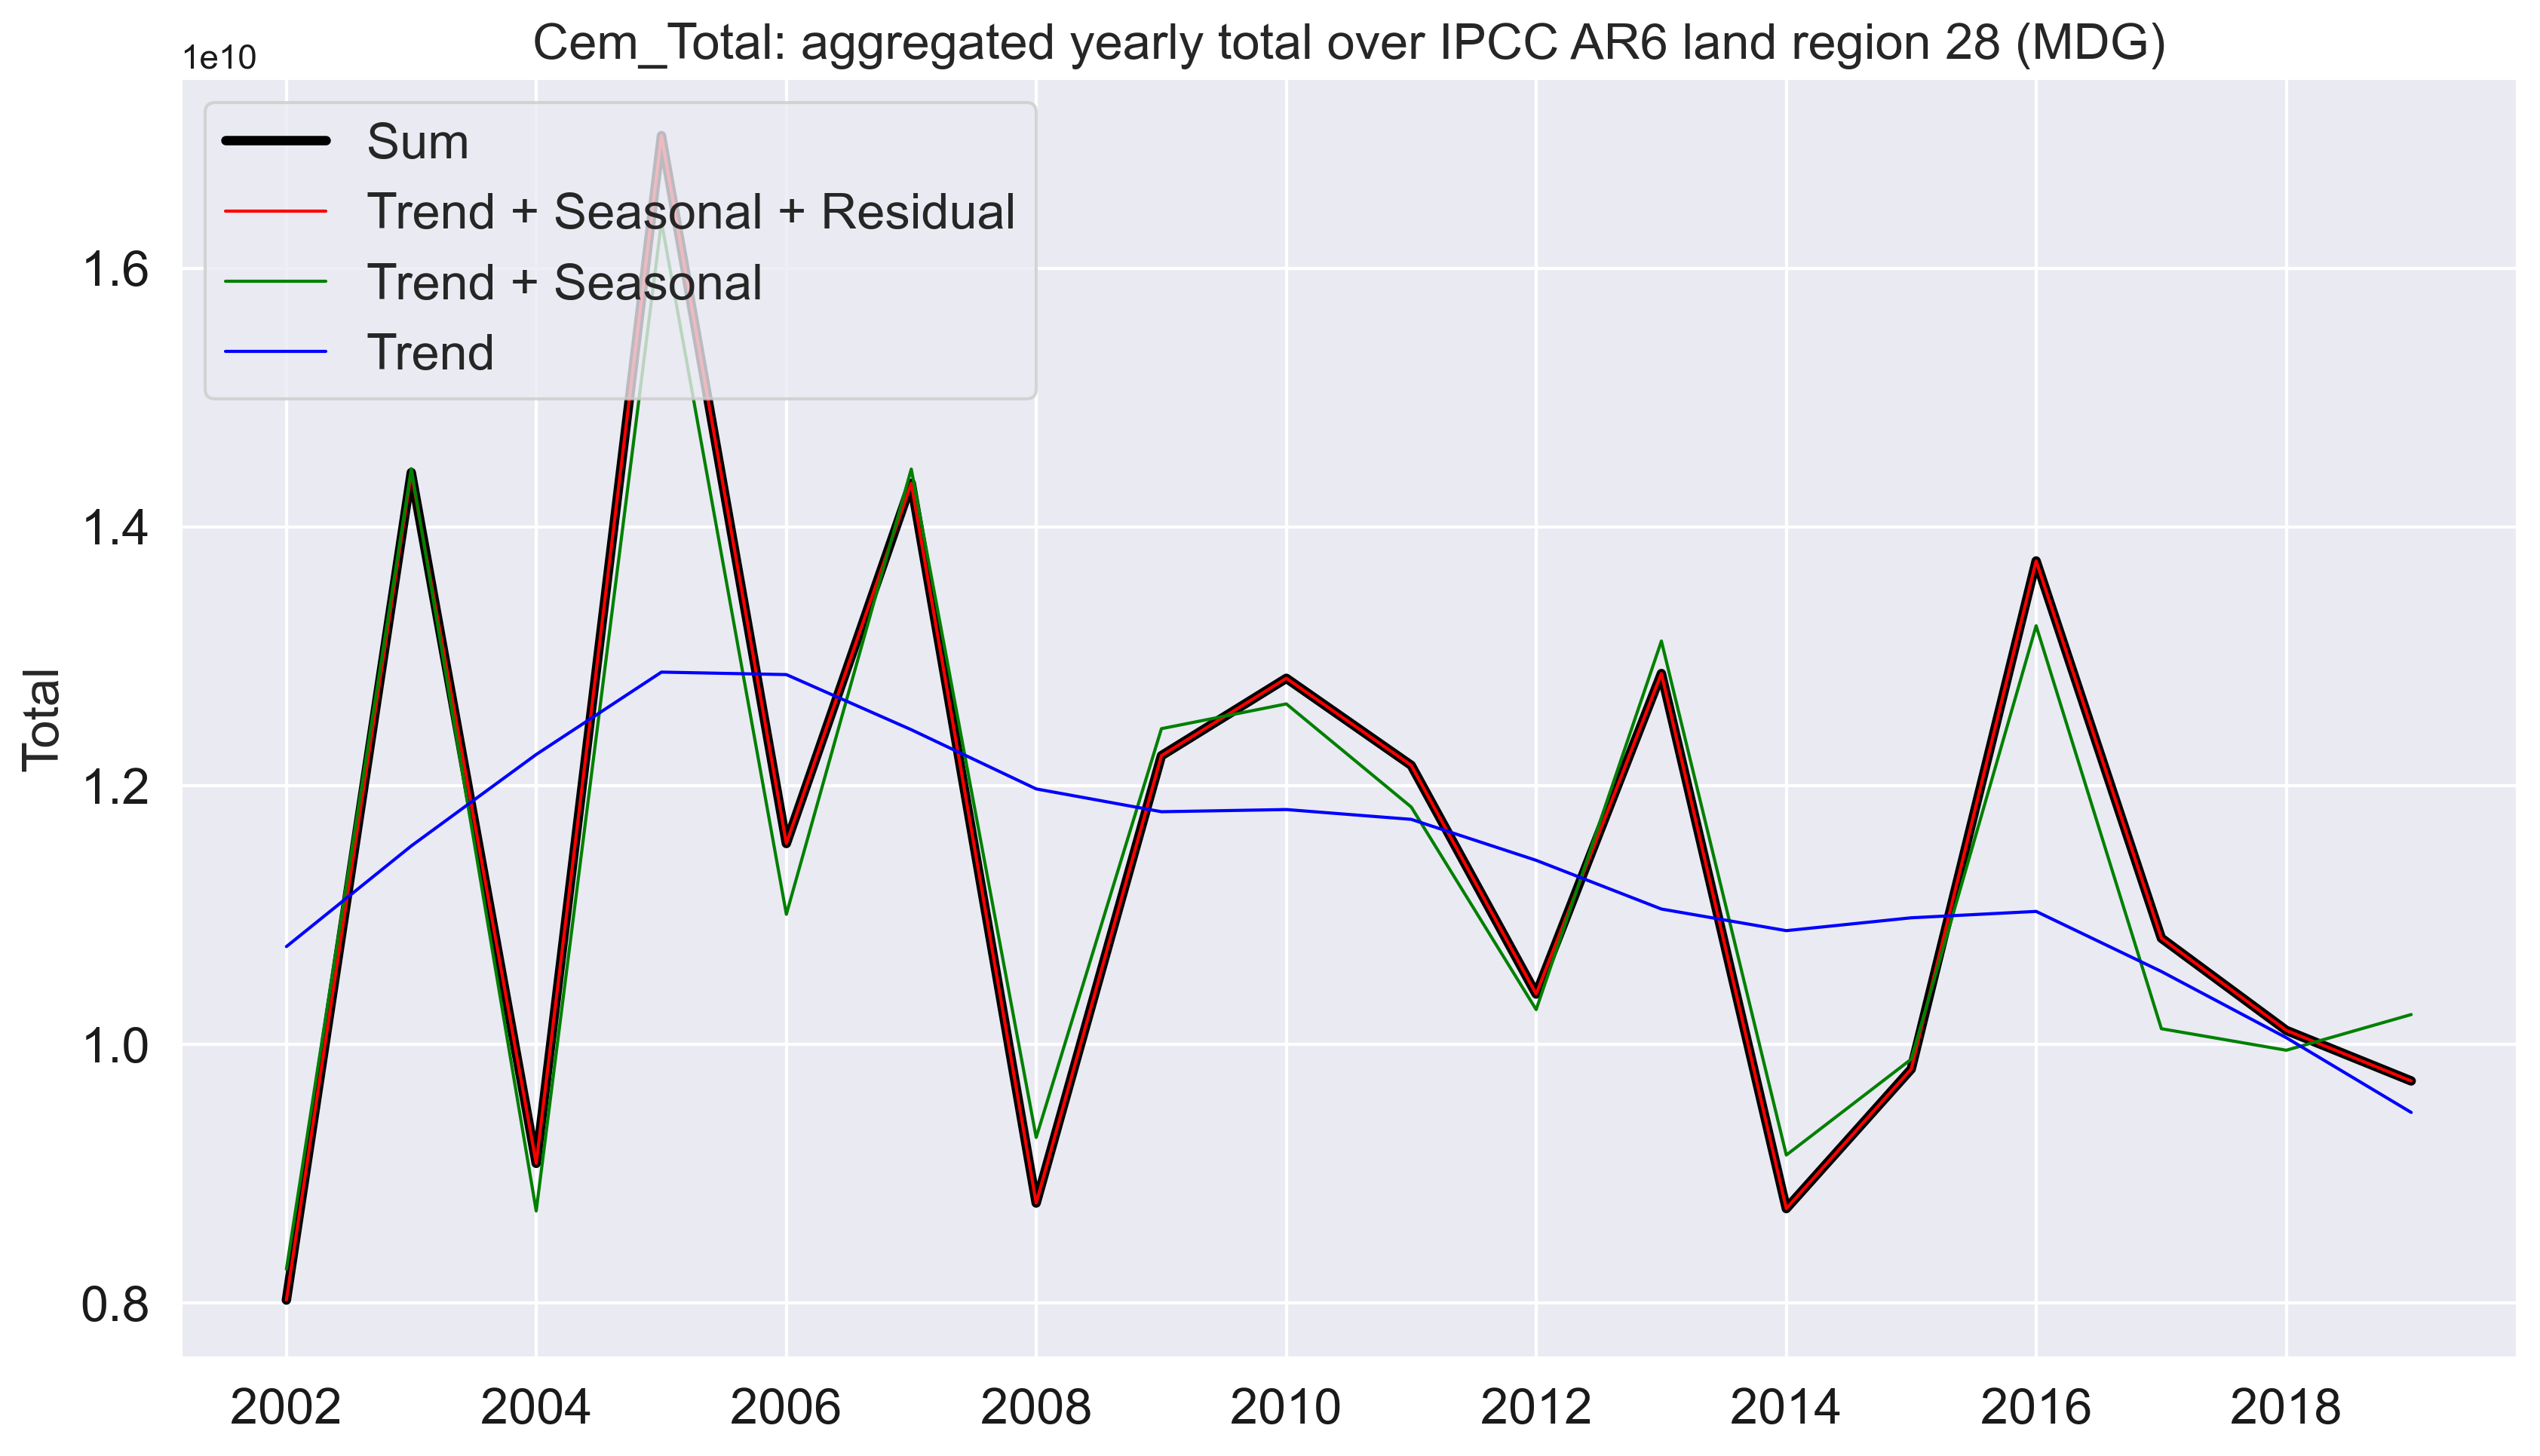 Cem_Total: aggregated yearly total over IPCC AR6 land region 28 (MDG)
1e10
Sum
Trend + Seasonal + Residual
Trend + Seasonal
Trend
Total
1.6
1.4
1.2
1.0
0.8
2002 2004 2006 2008 2010 2012 2014 2016 2018